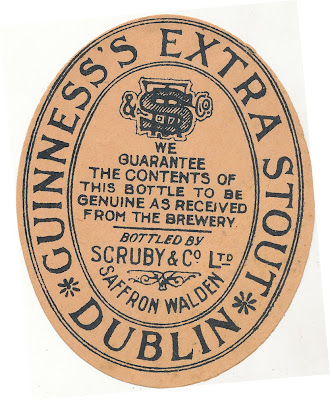 GUINNESS'S EXTRA STOUT
& Co
WE
GUARANTEE
THE CONTENTS OF
THIS BOTTLE TO BE
GENUINE AS RECEIVED
FROM THE BREWERY
BOTTLED BY
SCRUBY & Co LTD
SAFFRON WALDEN
DUBLIN